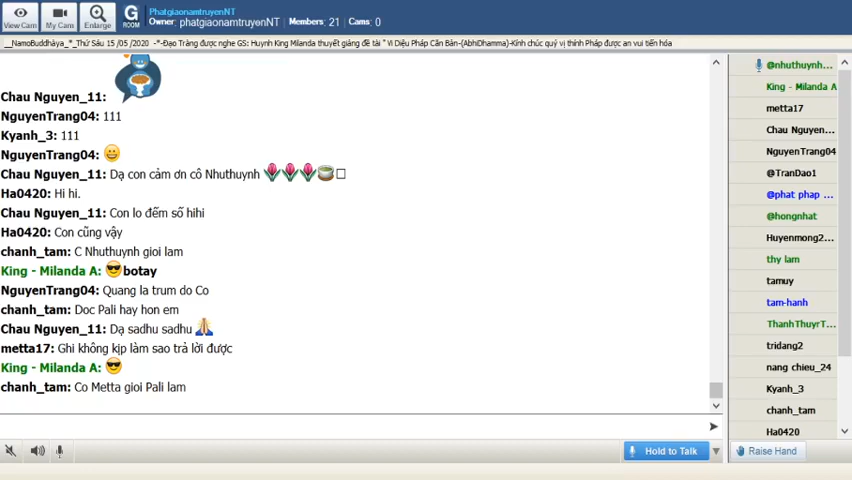 View Cam
My Cam
Enlarge
G ROOM
PhatgiaonamtruyenNT
Owner: phatgiaonamtruyenNT Members: 21 Cams: 0
__NamoBuddhàya_*_Thứ Sáu 15 /05 /2020 -*-Đạo Tràng được nghe GS: Huynh King Milanda thuyết giảng đề tài " Vi Diệu Pháp Căn Bản-(AbhiDhamma)-Kính chúc quý vị thính Pháp được an vui tiến hóa
Chau Nguyen_11:
NguyenTrang04: 111
Kyanh_3: 111
NguyenTrang04:
Chau Nguyen_11: Dạ con cảm ơn cô Nhuthuynh
Ha0420: Hi hi.
Chau Nguyen_11: Con lo đếm số hihi
Ha0420: Con cũng vậy
chanh_tam: C Nhuthuynh gioi lam
King - Milanda A: botay
NguyenTrang04: Quang la trum do Co
chanh_tam: Doc Pali hay hon em
Chau Nguyen_11: Dạ sadhu sadhu
metta17: Ghi không kịp làm sao trả lời được
King - Milanda A:
chanh_tam: Co Metta gioi Pali lam
@nhuthuynh...
King - Milanda A
metta17
Chau Nguyen...
NguyenTrang04
@TranDao1
@phat phap ...
@hongnhat
Huyenmong2...
thy lam
tamuy
tam-hanh
ThanhThuyrT...
tridang2
nang chieu_24
Kyanh_3
chanh_tam
Ha0420
Hold to Talk
Raise Hand